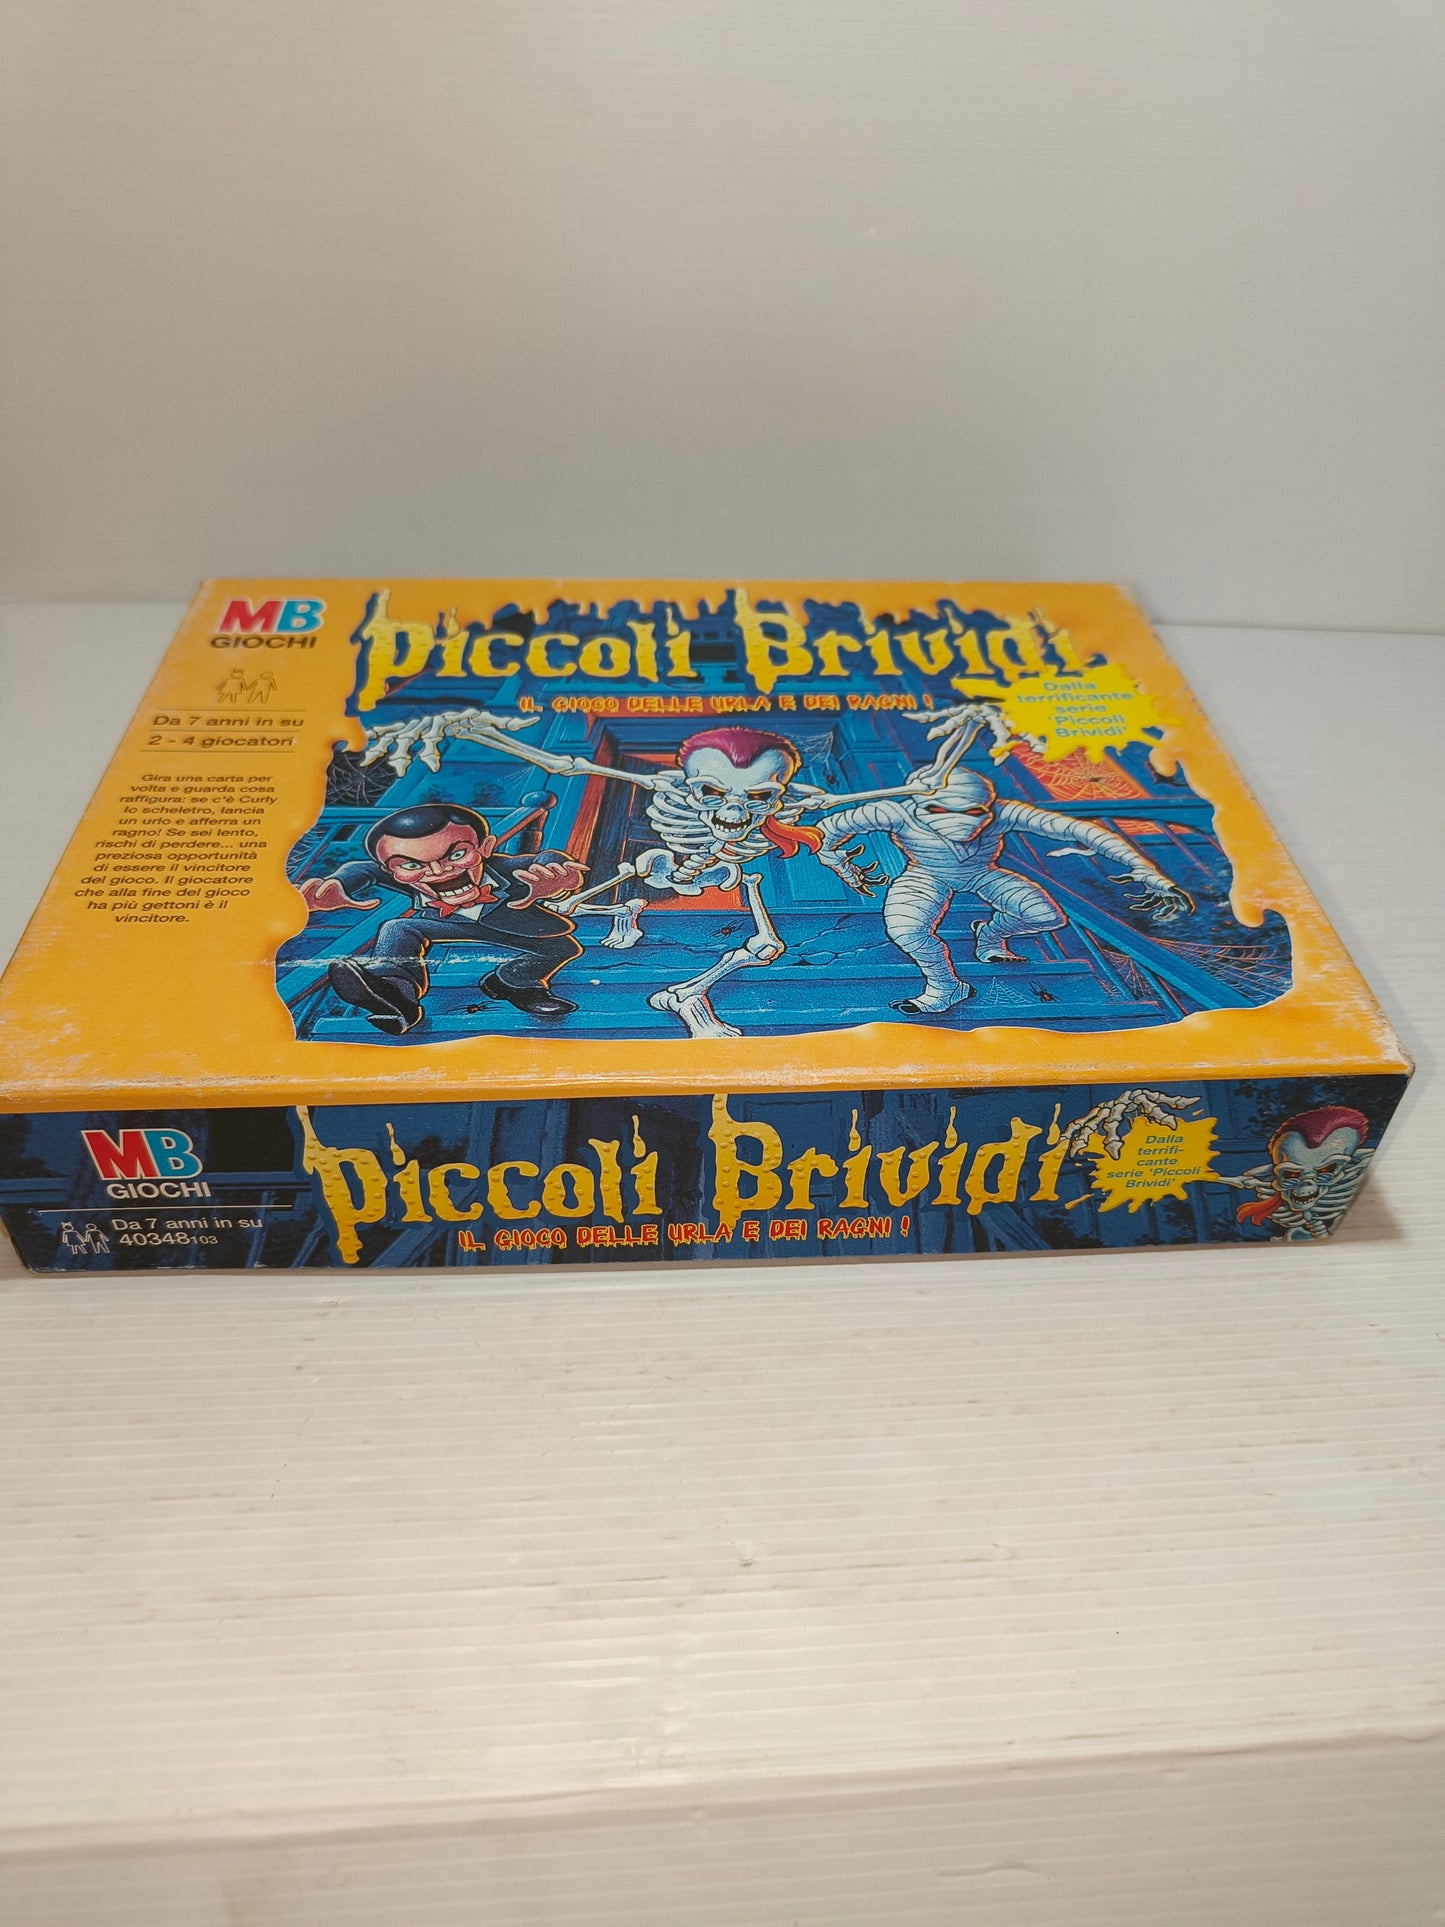 MB
GIOCHI
Piccoli Brividi
IL GIOCO DELLE URLA E DEI RAGNI !
Dalla
terrificante
serie
'Piccoli
Brividi'
Da 7 anni in su
2 - 4 giocatori
Gira una carta per
volta e guarda cosa
raffigura: se c'è Curly
lo scheletro, lancia
un urlo e afferra un
ragno! Se sei lento,
rischi di perdere... una
preziosa opportunità
di essere il vincitore
del gioco. Il giocatore
che alla fine del gioco
ha più gettoni è il
vincitore.
MB
GIOCHI
Da 7 anni in su
40348103
Piccoli Brividi
IL GIOCO DELLE URLA E DEI RAGNI !
Dalla
terrifi-
cante
serie 'Piccoli
Brividi'